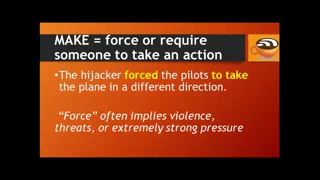 MAKE = force or require
someone to take an action
•The hijacker forced the pilots to take
the plane in a different direction.
“Force” often implies violence,
threats, or extremely strong pressure